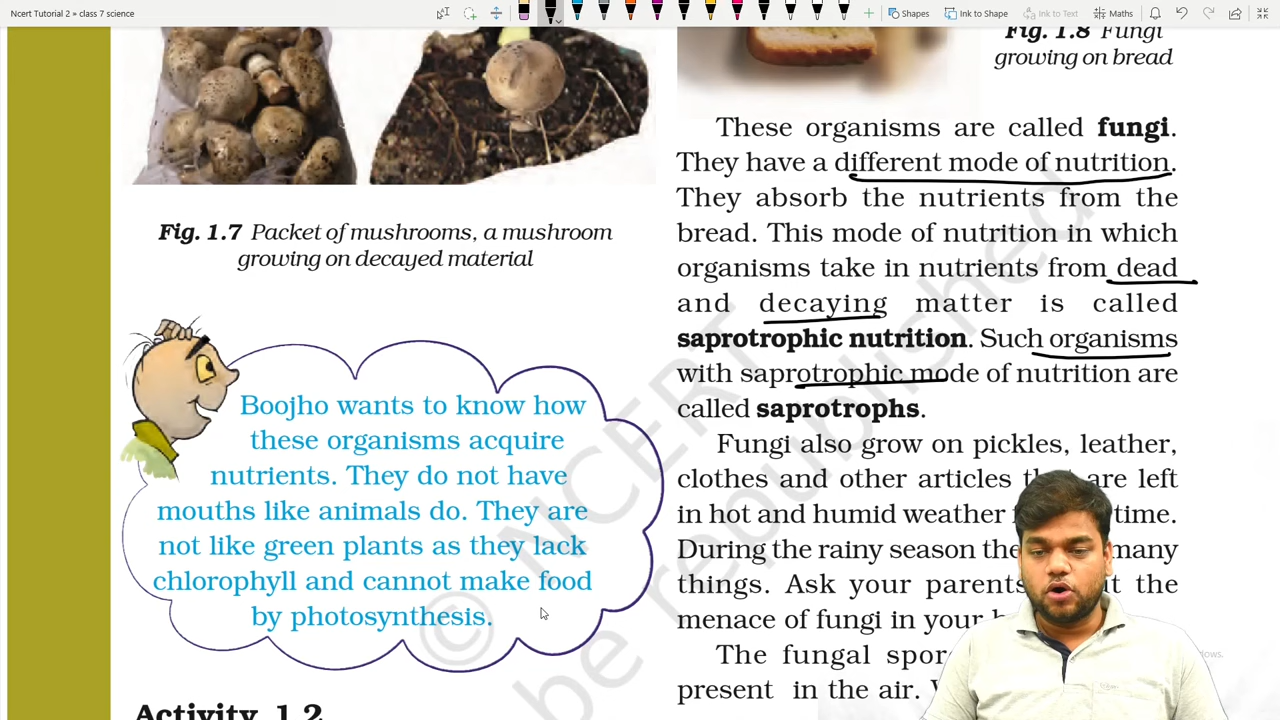 Ncert Tutorial 2 » class 7 science
Shapes
Ink to Shape
Ink to Text
Maths
Fig. 1.7 Packet of mushrooms, a mushroom
growing on decayed material
Boojho wants to know how
these organisms acquire
nutrients. They do not have
mouths like animals do. They are
not like green plants as they lack
chlorophyll and cannot make food
by photosynthesis.
Activity 1.2
Fig. 1.8 Fungi
growing on bread
These organisms are called fungi.
They have a different mode of nutrition.
They absorb the nutrients from the
bread. This mode of nutrition in which
organisms take in nutrients from dead
and decaying matter is called
saprotrophic nutrition. Such organisms
with saprotrophic mode of nutrition are
called saprotrophs.
Fungi also grow on pickles, leather,
clothes and other articles that are left
in hot and humid weather time.
During the rainy season many
things. Ask your parents the
menace of fungi in your
The fungal
present in the air.
© NCERT
be republished